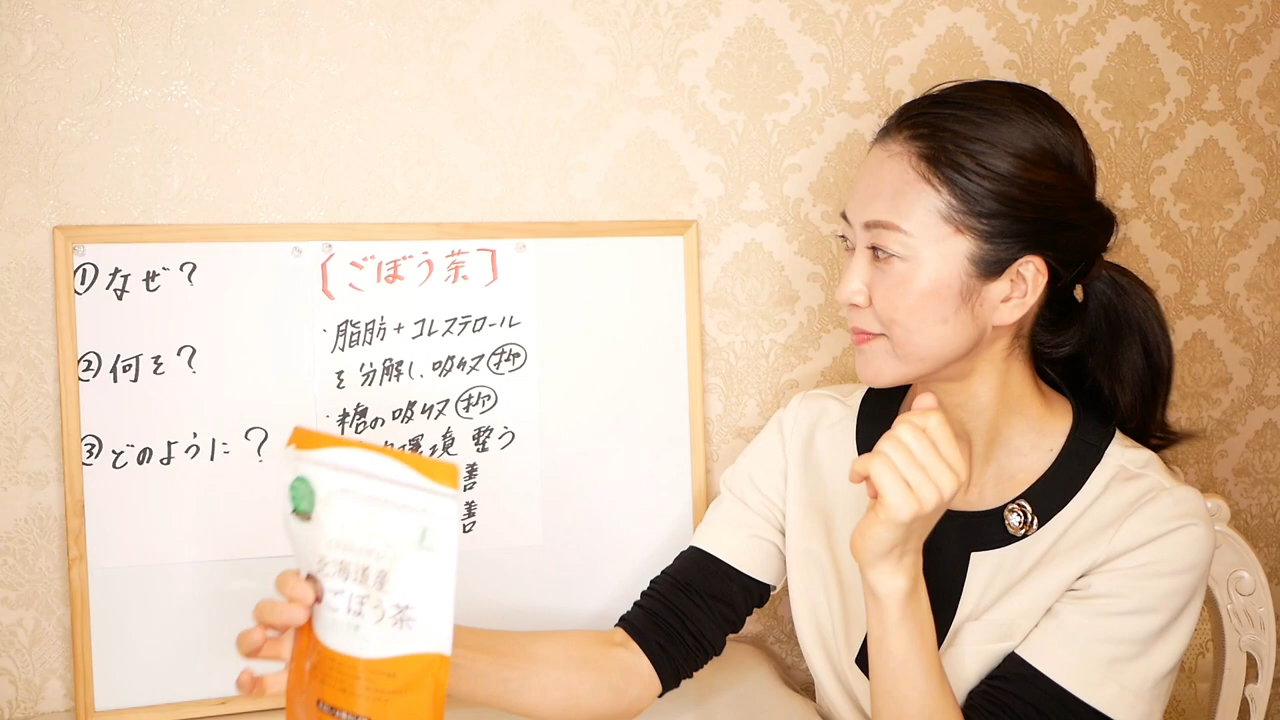 ①なぜ?
②何を?
③どのように?
【ごぼう茶】
・脂肪+コレステロール
を分解し、吸収抑
・糖の吸収抑
環境整う
善
善
北海道産
ごぼう茶